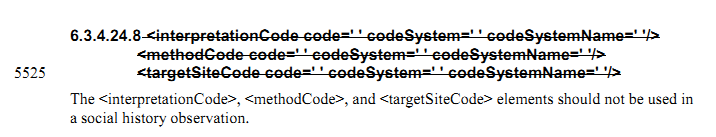 6.3.4.24.8 <interpretationCode code=' ' codeSystem=' ' codeSystemName=' '/>
<methodCode code=' ' codeSystem=' ' codeSystemName=' '/>
5525 <targetSiteCode code=' ' codeSystem=' ' codeSystemName=' '/>
The <interpretationCode>, <methodCode>, and <targetSiteCode> elements should not be used in
a social history observation.